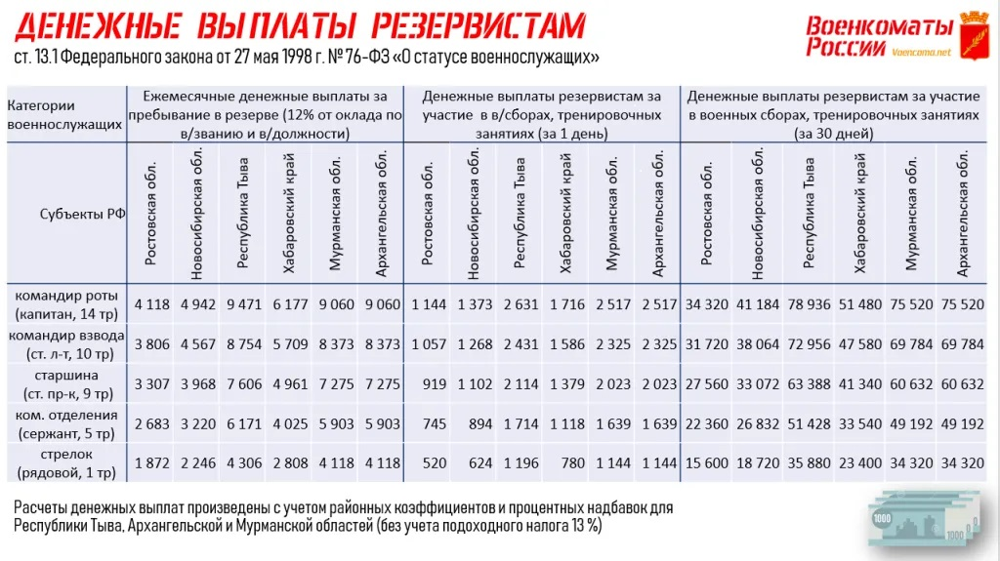 ДЕНЕЖНЫЕ ВЫПЛАТЫ РЕЗЕРВИСТАМ
ст. 13.1 Федерального закона от 27 мая 1998 г. № 76-ФЗ «О статусе военнослужащих»
Военкоматы
России
Voencoma.net
Категории
военнослужащих
Ежемесячные денежные выплаты за
пребывание в резерве (12% от оклада по
в/званию и в/должности)
Денежные выплаты резервистам за
участие в в/сборах, тренировочных
занятиях (за 1 день)
Денежные выплаты резервистам за участие
в военных сборах, тренировочных занятиях
(за 30 дней)
Субъекты РФ
Ростовская обл.
Новосибирская обл.
Республика Тыва
Хабаровский край
Мурманская обл.
Архангельская обл.
Ростовская обл.
Новосибирская обл.
Республика Тыва
Хабаровский край
Мурманская обл.
Архангельская обл.
Ростовская обл.
Новосибирская обл.
Республика Тыва
Хабаровский край
Мурманская обл.
Архангельская обл.
командир роты
(капитан, 14 тр)
4 118 4 942 9 471 6 177 9 060 9 060 1 144 1 373 2 631 1 716 2 517 2 517 34 320 41 184 78 936 51 480 75 520 75 520
командир взвода
(ст. л-т, 10 тр)
3 806 4 567 8 754 5 709 8 373 8 373 1 057 1 268 2 431 1 586 2 325 2 325 31 720 38 064 72 956 47 580 69 784 69 784
старшина
(ст. пр-к, 9 тр)
3 307 3 968 7 606 4 961 7 275 7 275 919 1 102 2 114 1 379 2 023 2 023 27 560 33 072 63 388 41 340 60 632 60 632
ком. отделения
(сержант, 5 тр)
2 683 3 220 6 171 4 025 5 903 5 903 745 894 1 714 1 118 1 639 1 639 22 360 26 832 51 428 33 540 49 192 49 192
стрелок
(рядовой, 1 тр)
1 872 2 246 4 306 2 808 4 118 4 118 520 624 1 196 780 1 144 1 144 15 600 18 720 35 880 23 400 34 320 34 320
Расчеты денежных выплат произведены с учетом районных коэффициентов и процентных надбавок для
Республики Тыва, Архангельской и Мурманской областей (без учета подоходного налога 13 %)
1000
1000